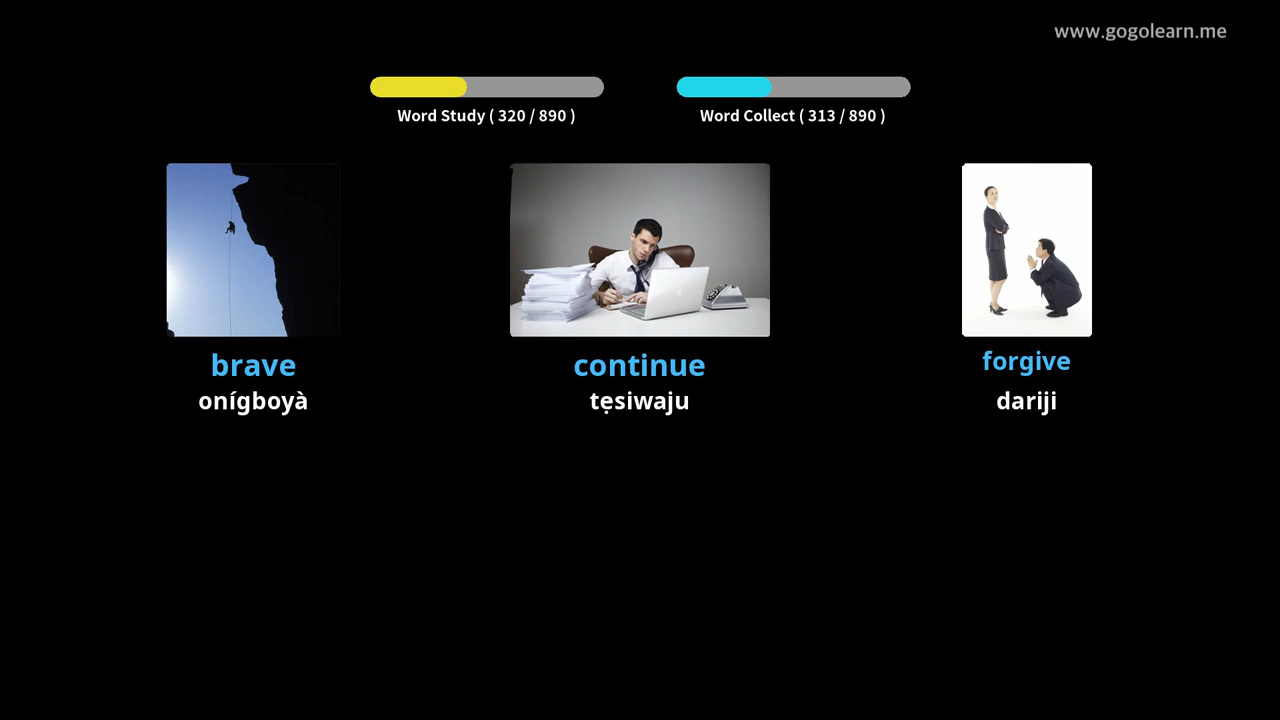 www.gogolearn.me
Word Study ( 320 / 890 )
Word Collect ( 313 / 890 )
brave
continue
forgive
onígboyà
tẹsiwaju
dariji